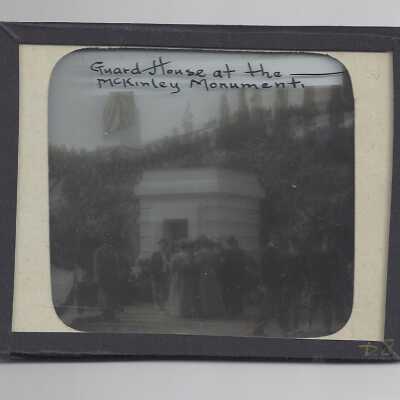 Guard House at the
McKinley Monument.